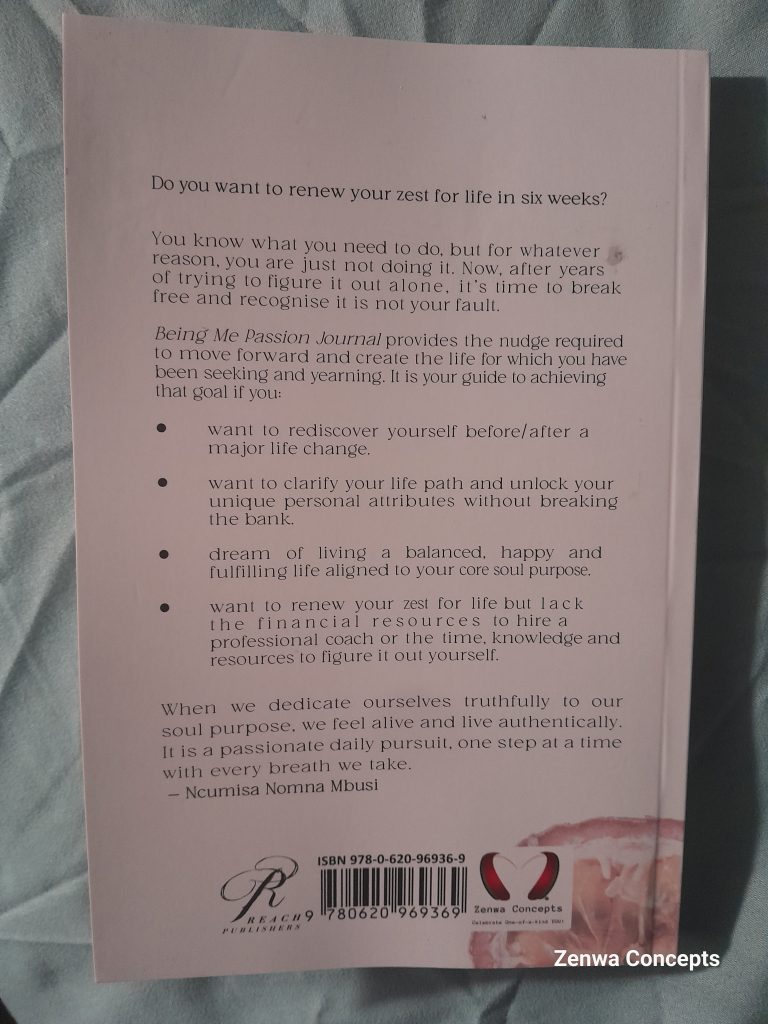 Do you want to renew your zest for life in six weeks?
You know what you need to do, but for whatever
reason, you are just not doing it. Now, after years
of trying to figure it out alone, it's time to break
free and recognise it is not your fault.
Being Me Passion Journal provides the nudge required
to move forward and create the life for which you have
been seeking and yearning. It is your guide to achieving
that goal if you:
• want to rediscover yourself before/after a
major life change.
• want to clarify your life path and unlock your
unique personal attributes without breaking
the bank.
• dream of living a balanced, happy and
fulfilling life aligned to your core soul purpose.
• want to renew your zest for life but lack
the financial resources to hire a
professional coach or the time, knowledge and
resources to figure it out yourself.
When we dedicate ourselves truthfully to our
soul purpose, we feel alive and live authentically.
It is a passionate daily pursuit, one step at a time
with every breath we take.
– Ncumisa Nomna Mbusi
R
REACH
PUBLISHERS
ISBN 978-0-620-96936-9
9 780620 969369
Zenwa Concepts
Celebrate One-of-a-Kind YOU!
Zenwa Concepts